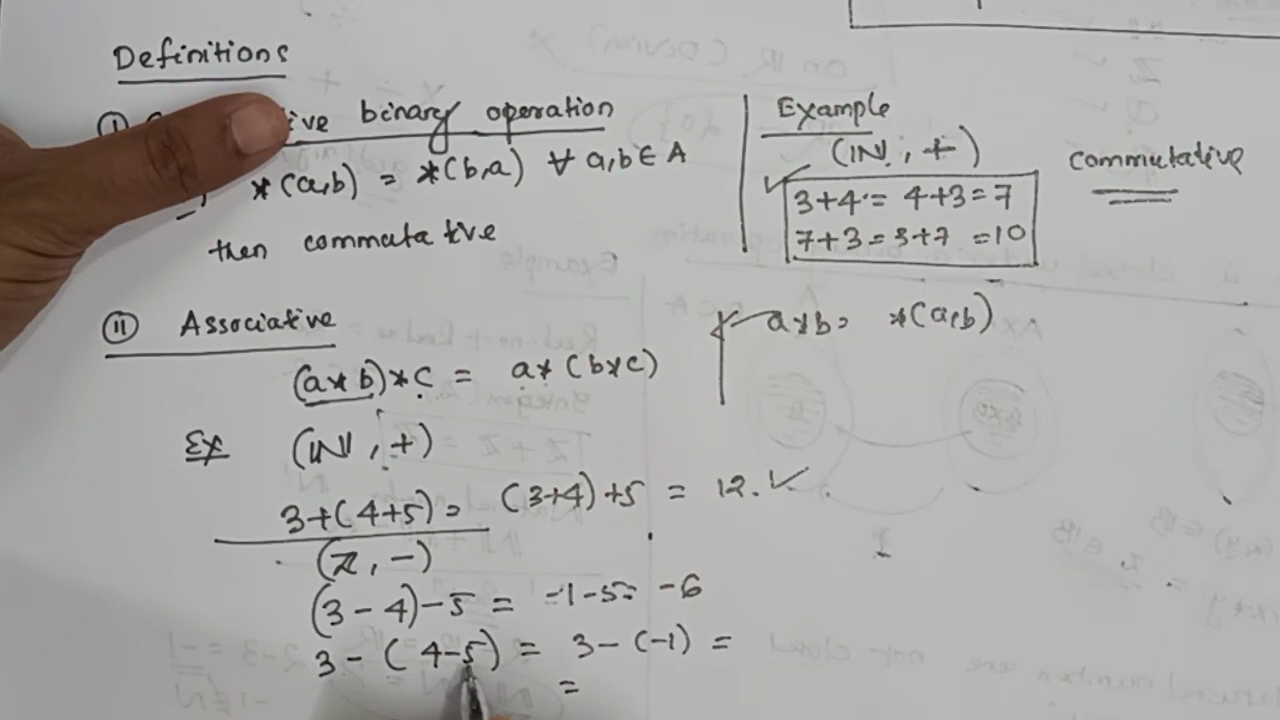 Definitions
ive binary operation
*(a,b) = *(b,a) ∀ a,b ∈ A
then commutative
Example
(IN, +)
3+4 = 4+3 = 7
7+3 = 3+7 = 10
commutative
(ii) Associative
(a*b)*c = a*(b*c)
a*b = *(a,b)
Ex (IN, +)
3+(4+5) = (3+4)+5 = 12. ✓
(Z, -)
(3-4)-5 = -1-5 = -6
3-(4-5) = 3-(-1) =
=